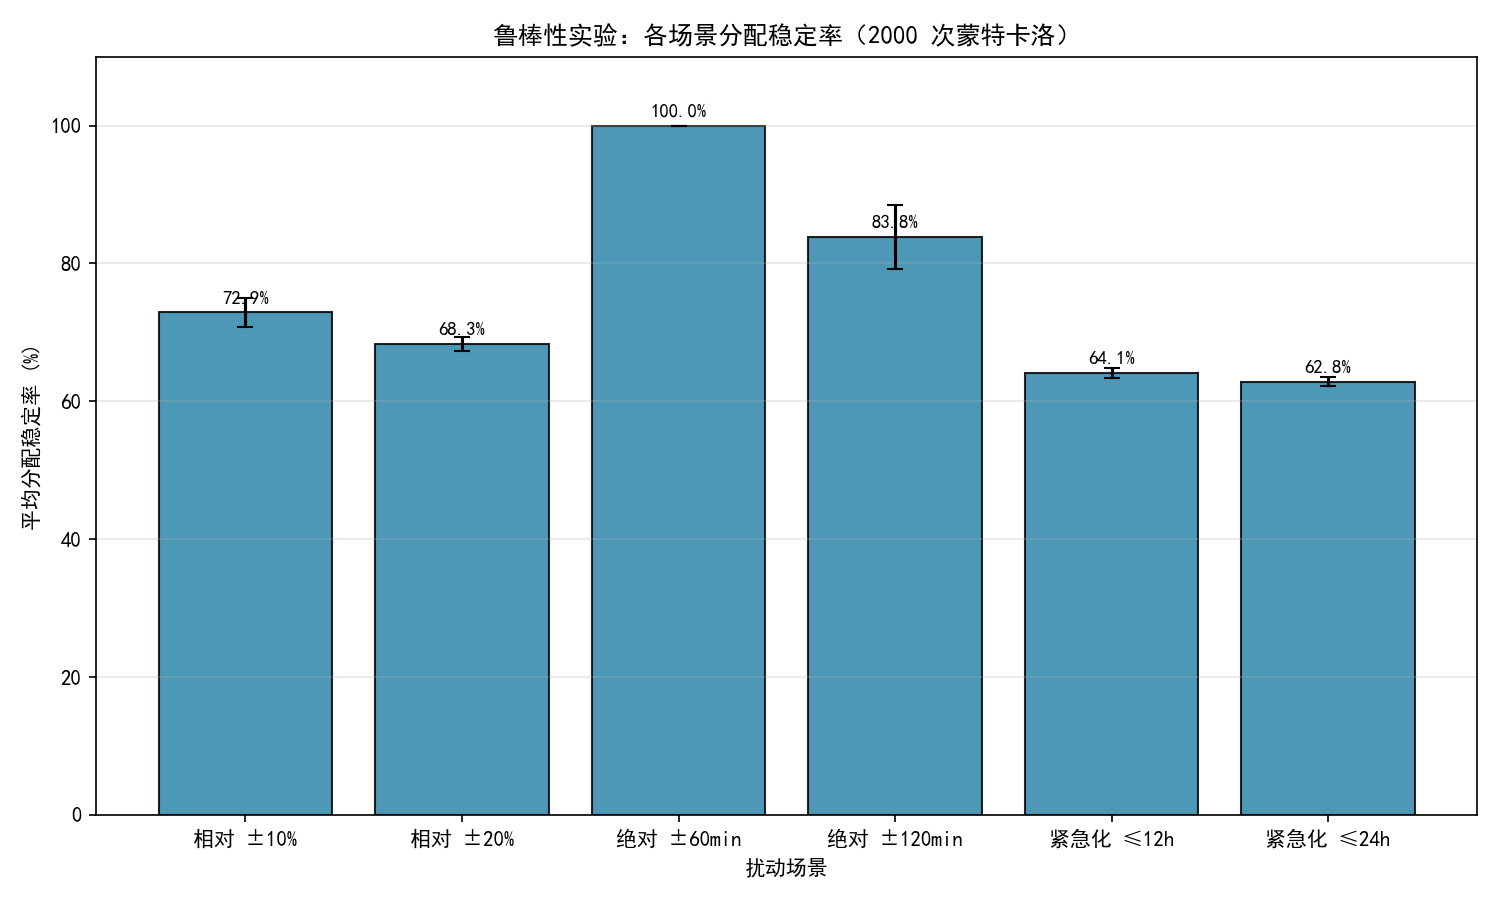 鲁棒性实验：各场景分配稳定率（2000 次蒙特卡洛）
平均分配稳定率 (%)
100
80
60
40
20
0
72.9%
68.3%
100.0%
83.8%
64.1%
62.8%
相对 ±10%
相对 ±20%
绝对 ±60min
绝对 ±120min
紧急化 ≤12h
紧急化 ≤24h
扰动场景